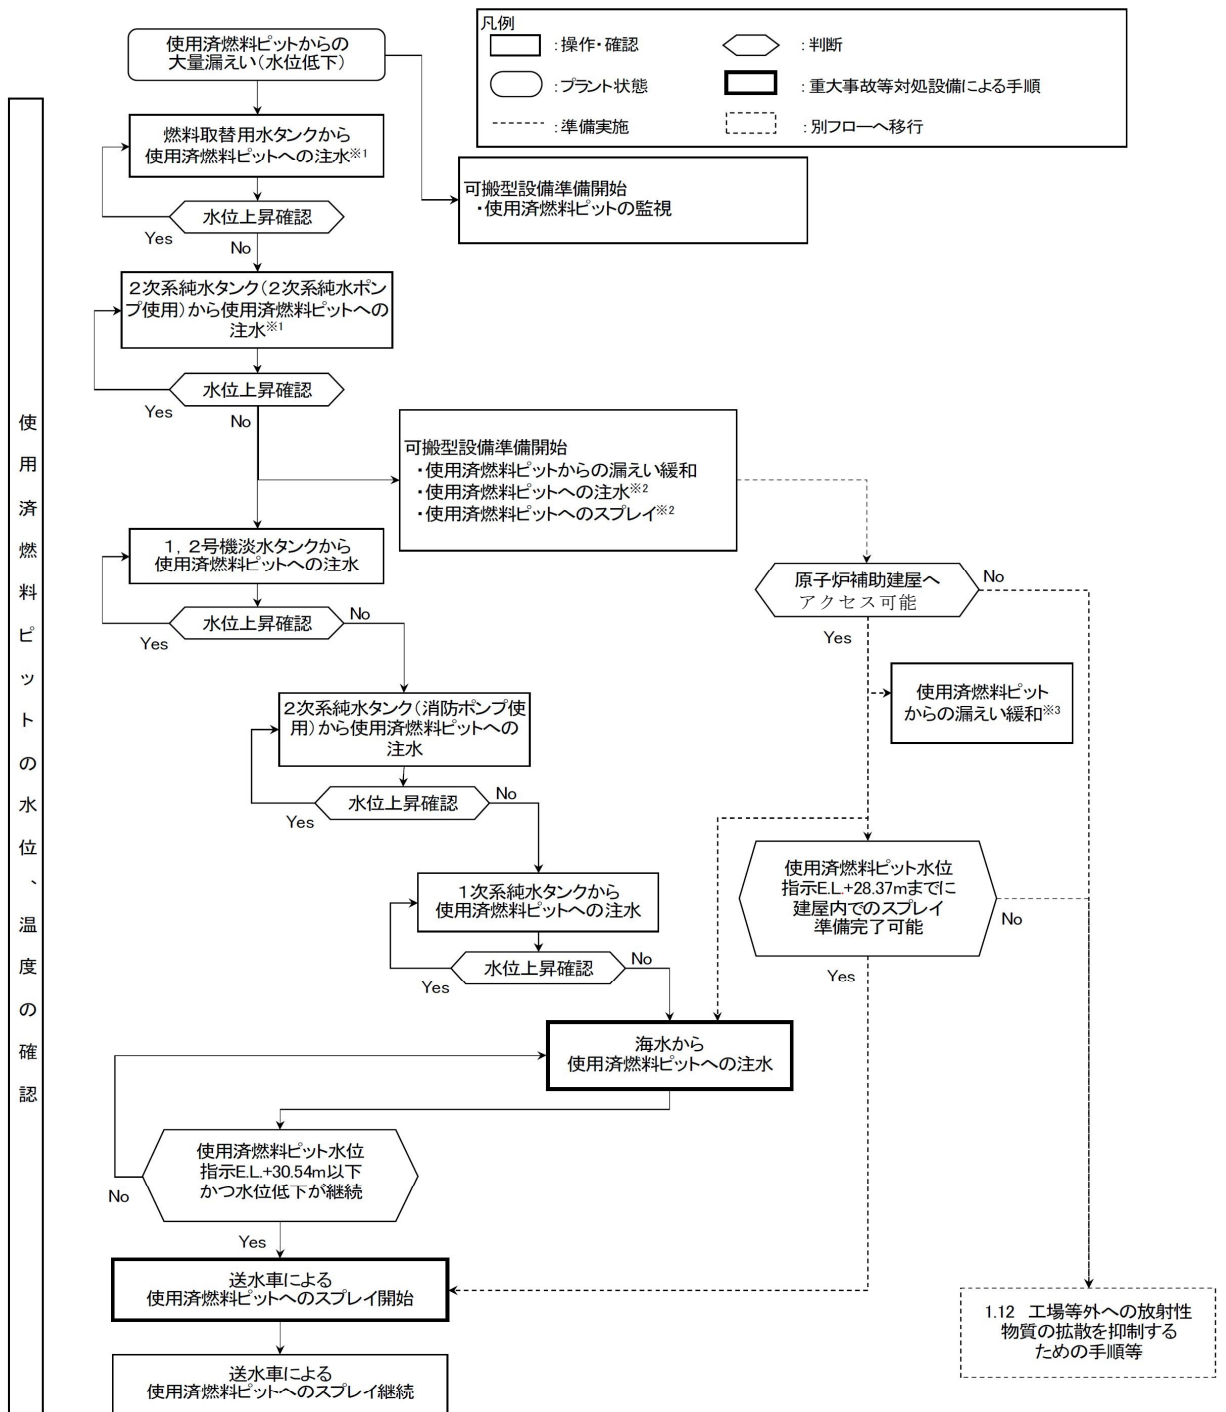 使用済燃料ピットからの
大量漏えい(水位低下)
凡例
:操作・確認
:判断
:プラント状態
:重大事故等対処設備による手順
:準備実施
:別フローへ移行
燃料取替用水タンクから
使用済燃料ピットへの注水※1
可搬型設備準備開始
・使用済燃料ピットの監視
水位上昇確認
Yes
No
2次系純水タンク(2次系純水ポン
プ使用)から使用済燃料ピットへの
注水※1
水位上昇確認
Yes
No
可搬型設備準備開始
・使用済燃料ピットからの漏えい緩和
・使用済燃料ピットへの注水※2
・使用済燃料ピットへのスプレイ※2
1,2号機淡水タンクから
使用済燃料ピットへの注水
水位上昇確認
Yes
No
原子炉補助建屋へ
アクセス可能
No
Yes
使用済燃料ピット
からの漏えい緩和※3
2次系純水タンク(消防ポンプ使
用)から使用済燃料ピットへの
注水
水位上昇確認
Yes
No
使用済燃料ピット水位
指示E.L.+28.37mまでに
建屋内でのスプレイ
準備完了可能
No
Yes
1次系純水タンクから
使用済燃料ピットへの注水
水位上昇確認
Yes
No
海水から
使用済燃料ピットへの注水
使用済燃料ピット水位
指示E.L.+30.54m以下
かつ水位低下が継続
No
Yes
送水車による
使用済燃料ピットへのスプレイ開始
送水車による
使用済燃料ピットへのスプレイ継続
1.12 工場等外への放射性
物質の拡散を抑制する
ための手順等
使用済燃料ピットの水位、温度の確認